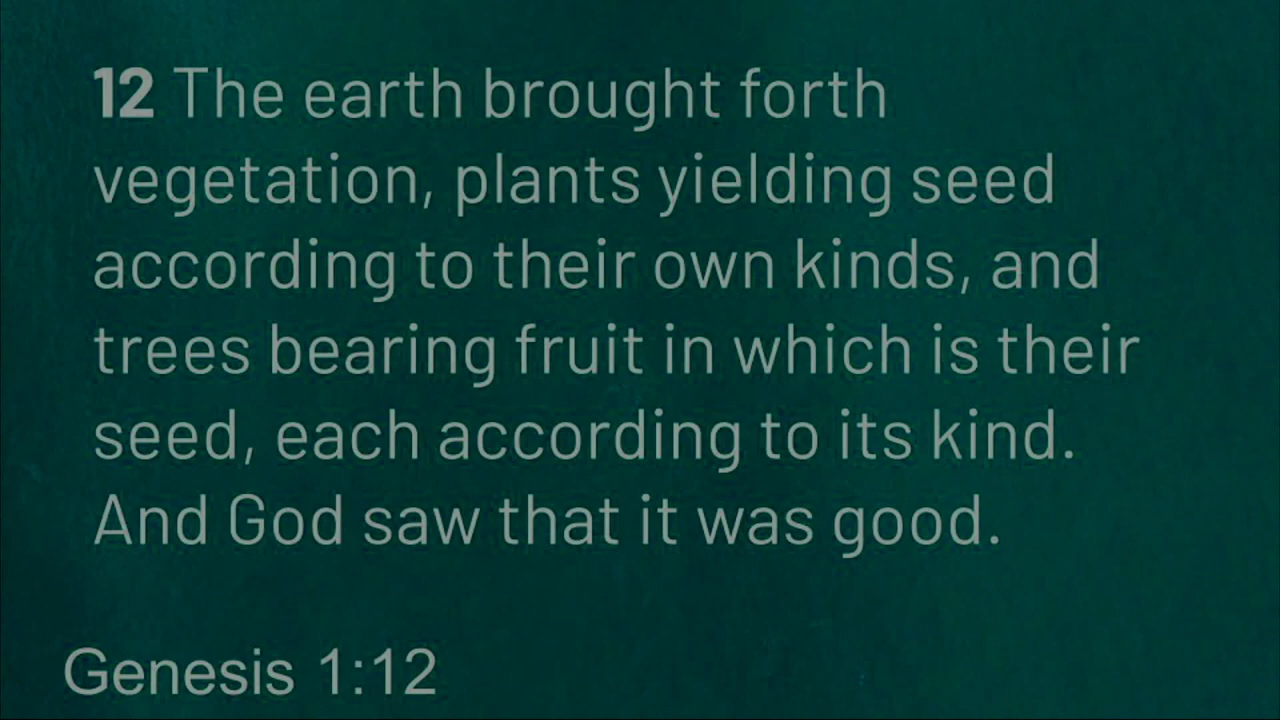 12 The earth brought forth
vegetation, plants yielding seed
according to their own kinds, and
trees bearing fruit in which is their
seed, each according to its kind.
And God saw that it was good.
Genesis 1:12